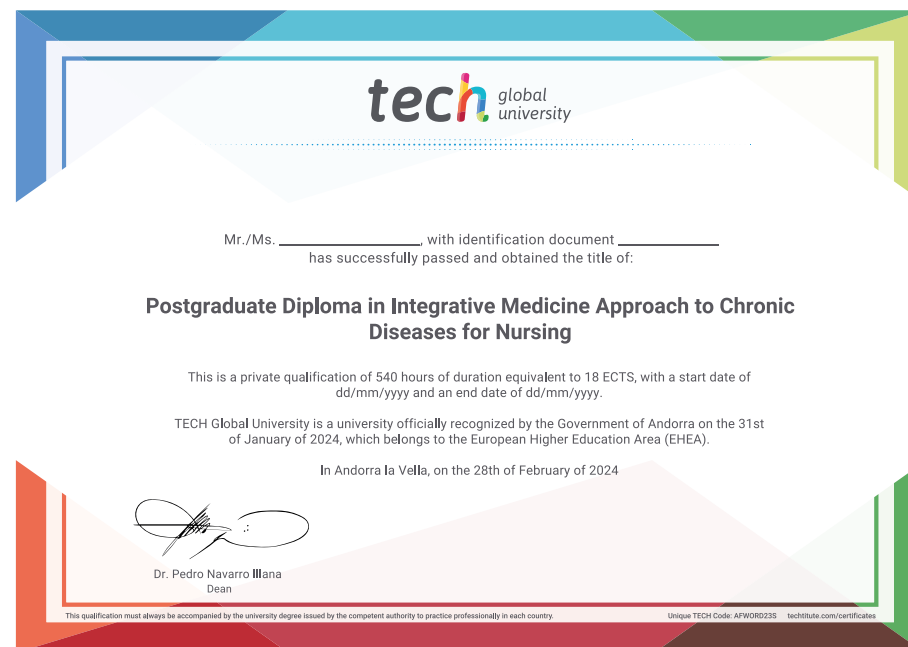 tech global
university
Mr./Ms. ____________________, with identification document ______________
has successfully passed and obtained the title of:
Postgraduate Diploma in Integrative Medicine Approach to Chronic
Diseases for Nursing
This is a private qualification of 540 hours of duration equivalent to 18 ECTS, with a start date of
dd/mm/yyyy and an end date of dd/mm/yyyy.
TECH Global University is a university officially recognized by the Government of Andorra on the 31st
of January of 2024, which belongs to the European Higher Education Area (EHEA).
In Andorra la Vella, on the 28th of February of 2024
Dr. Pedro Navarro Illana
Dean
This qualification must always be accompanied by the university degree issued by the competent authority to practice professionally in each country.
Unique TECH Code: AFWORD23S techtitute.com/certificates